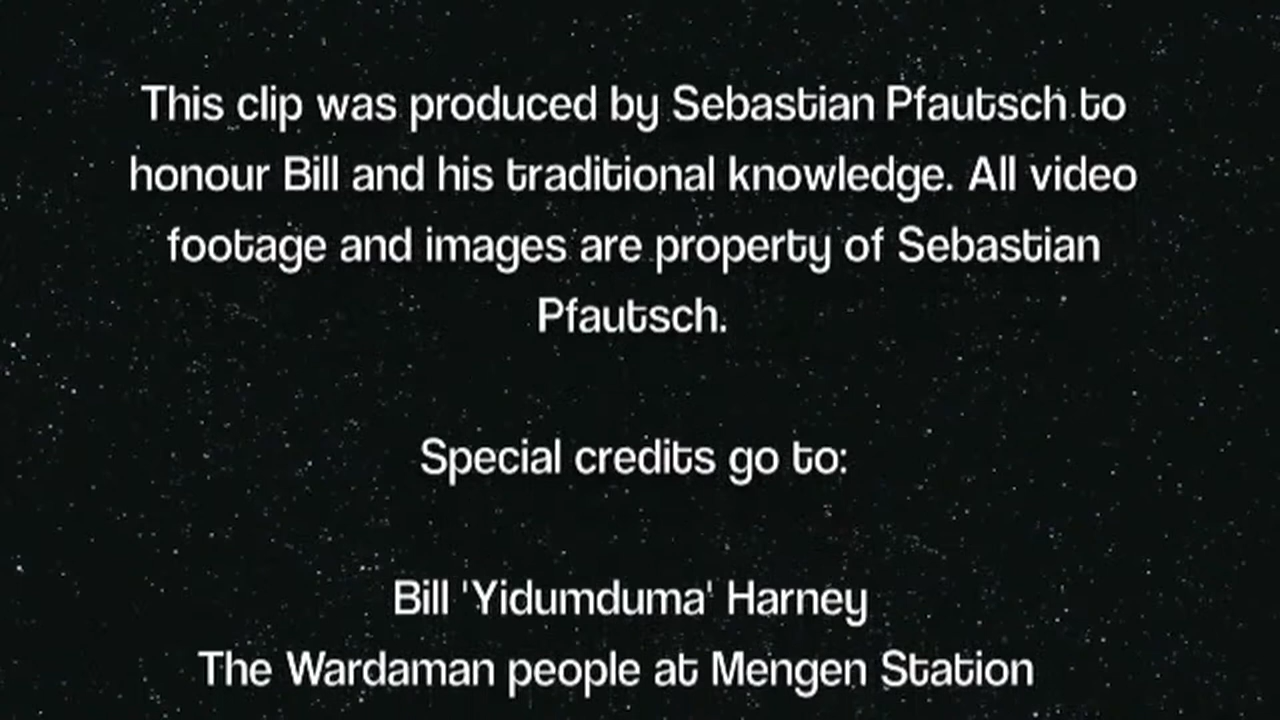 This clip was produced by Sebastian Pfautsch to
honour Bill and his traditional knowledge. All video
footage and images are property of Sebastian
Pfautsch.
Special credits go to:
Bill 'Yidumduma' Harney
The Wardaman people at Mengen Station